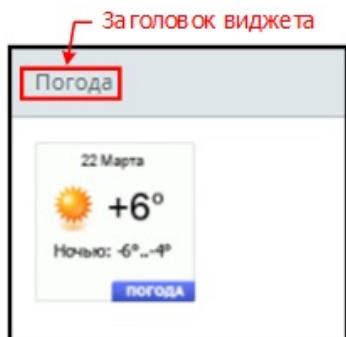 Заголовок виджета
Погода
22 Марта
+6°
Ночью: -6°..-4°
ПОГОДА